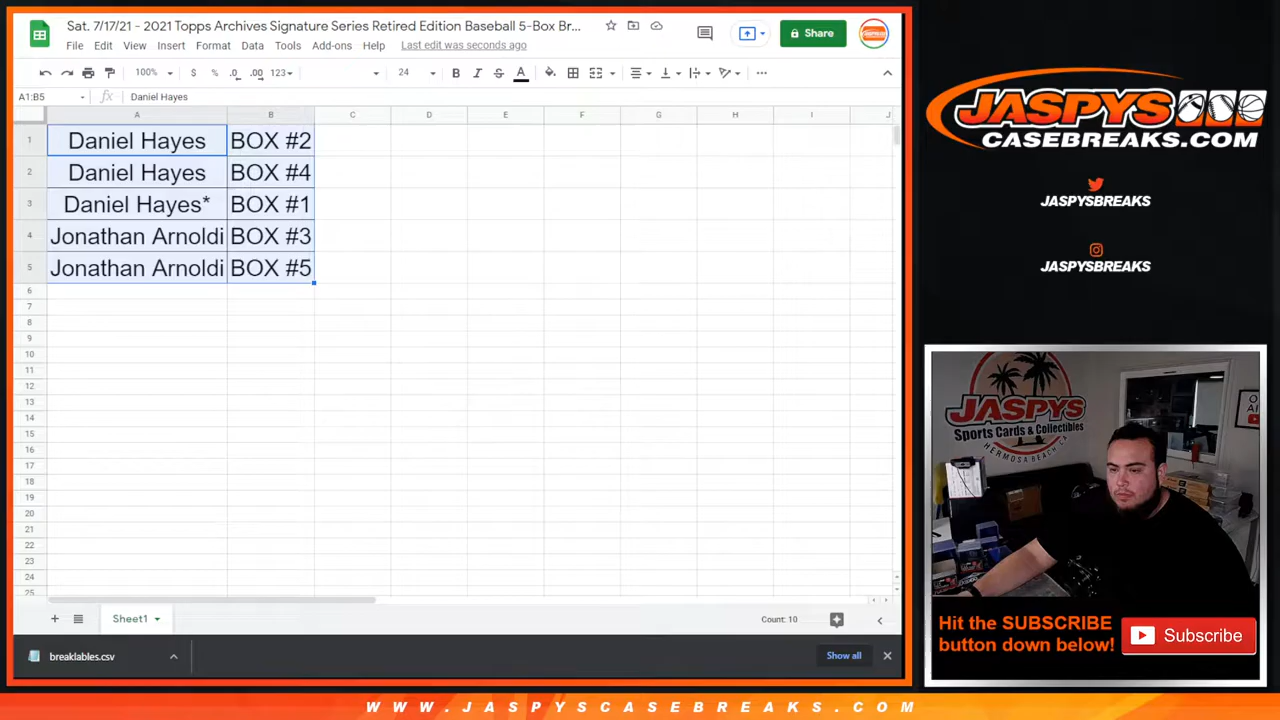 Sat. 7/17/21 - 2021 Topps Archives Signature Series Retired Edition Baseball 5-Box Br...
File Edit View Insert Format Data Tools Add-ons Help Last edit was seconds ago
Share
100% $ % .0 .00 123 24 B I S A
A1:B5 fx Daniel Hayes
A B C D E F G H I J
1 Daniel Hayes BOX #2
2 Daniel Hayes BOX #4
3 Daniel Hayes* BOX #1
4 Jonathan Arnoldi BOX #3
5 Jonathan Arnoldi BOX #5
6
7
8
9
10
11
12
13
14
15
16
17
18
19
20
21
22
23
24
25
Sheet1
Count: 10
breaklables.csv
Show all
JASPYS
CASEBREAKS.COM
JASPYSBREAKS
JASPYSBREAKS
JASPYS
Sports Cards & Collectibles
HERMOSA BEACH CA
Hit the SUBSCRIBE
button down below!
Subscribe
WWW.JASPYSCASEBREAKS.COM